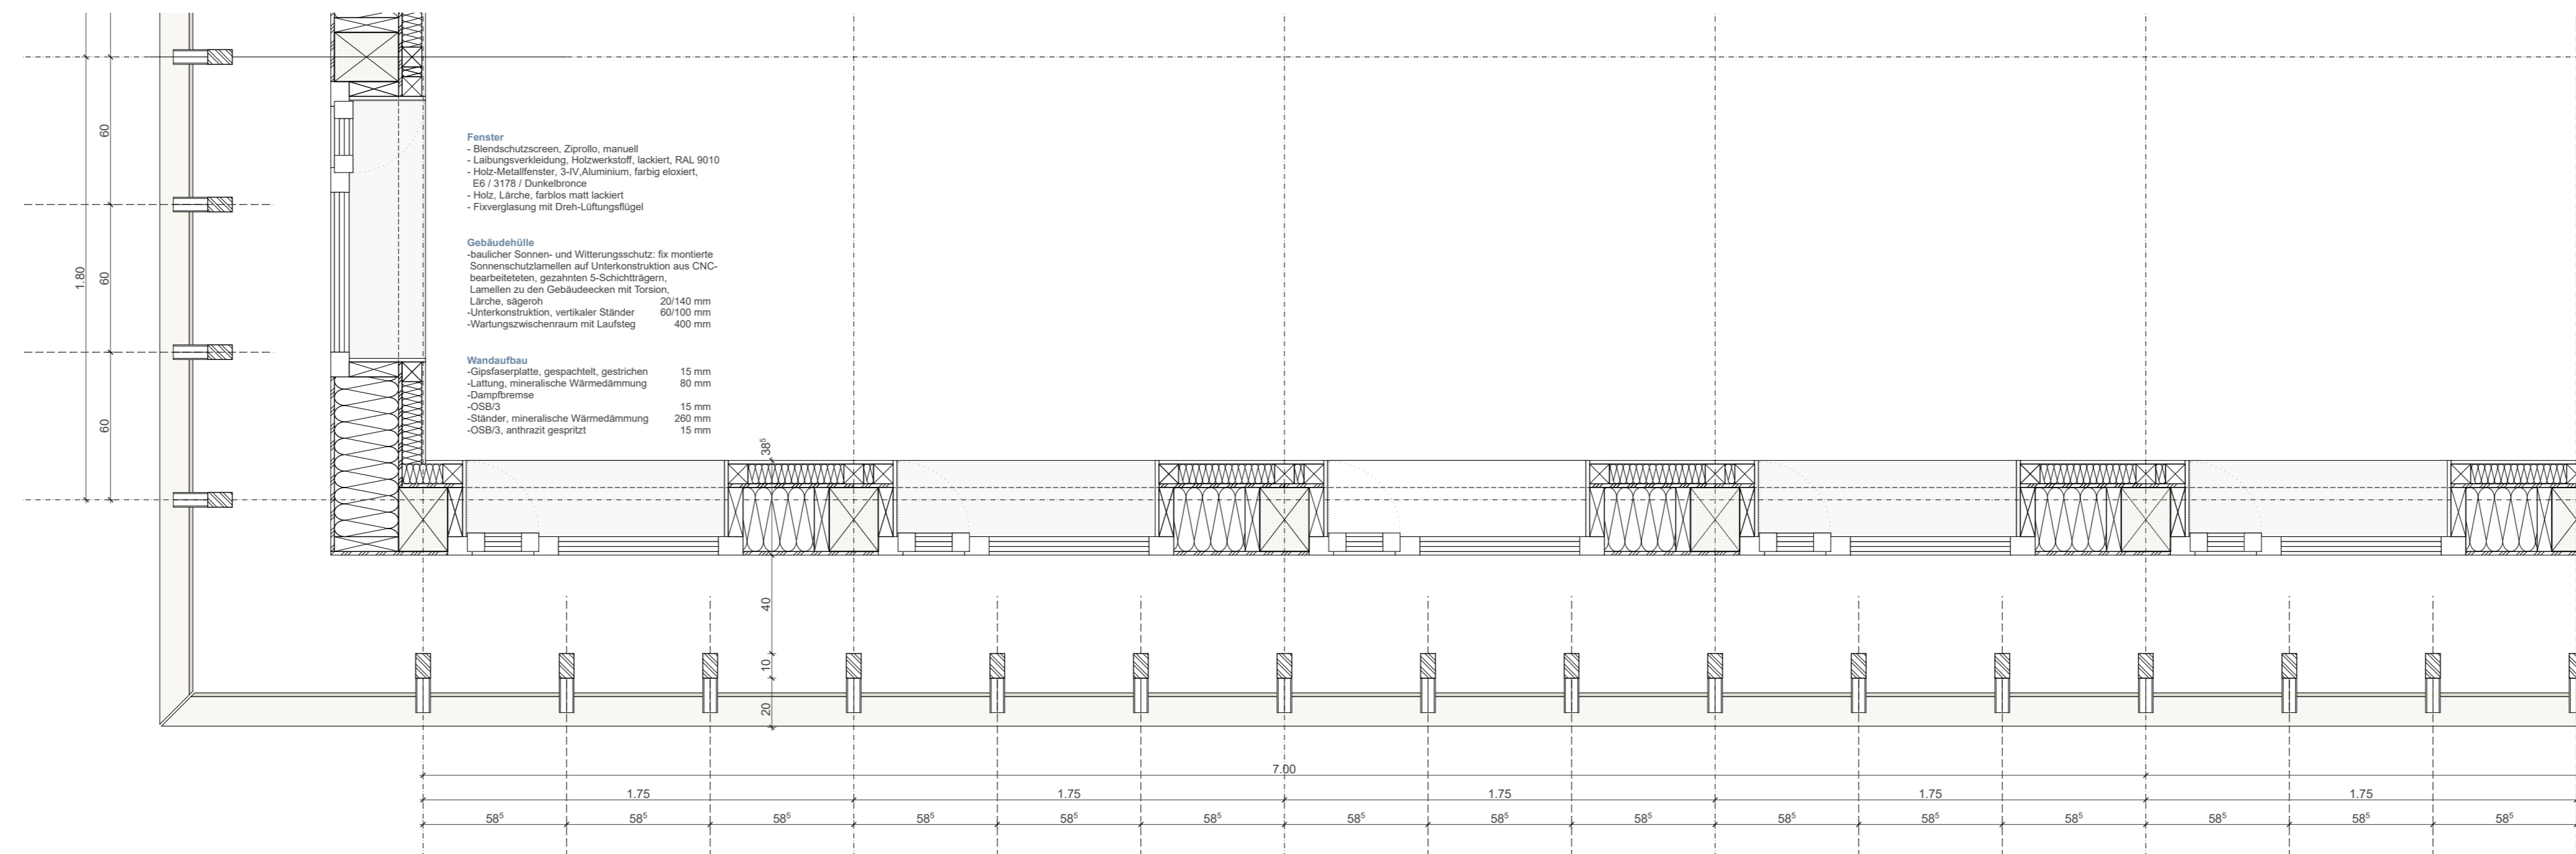 Fenster
- Blendschutzscreen, Ziprollo, manuell
- Laibungsverkleidung, Holzwerkstoff, lackiert, RAL 9010
- Holz-Metallfenster, 3-IV,Aluminium, farbig eloxiert,
E6 / 3178 / Dunkelbronce
- Holz, Lärche, farblos matt lackiert
- Fixverglasung mit Dreh-Lüftungsflügel
Gebäudehülle
-baulicher Sonnen- und Witterungsschutz: fix montierte
Sonnenschutzlamellen auf Unterkonstruktion aus CNC-
bearbeiteteten, gezahnten 5-Schichtträgern,
Lamellen zu den Gebäudeecken mit Torsion,
Lärche, sägeroh 20/140 mm
-Unterkonstruktion, vertikaler Ständer 60/100 mm
-Wartungszwischenraum mit Laufsteg 400 mm
Wandaufbau
-Gipsfaserplatte, gespachtelt, gestrichen 15 mm
-Lattung, mineralische Wärmedämmung 80 mm
-Dampfbremse
-OSB/3 15 mm
-Ständer, mineralische Wärmedämmung 260 mm
-OSB/3, anthrazit gespritzt 15 mm
60
60
60
1.80
38⁵
40
10
20
7.00
1.75 1.75 1.75 1.75 1.75
58⁵ 58⁵ 58⁵ 58⁵ 58⁵ 58⁵ 58⁵ 58⁵ 58⁵ 58⁵ 58⁵ 58⁵ 58⁵ 58⁵ 58⁵